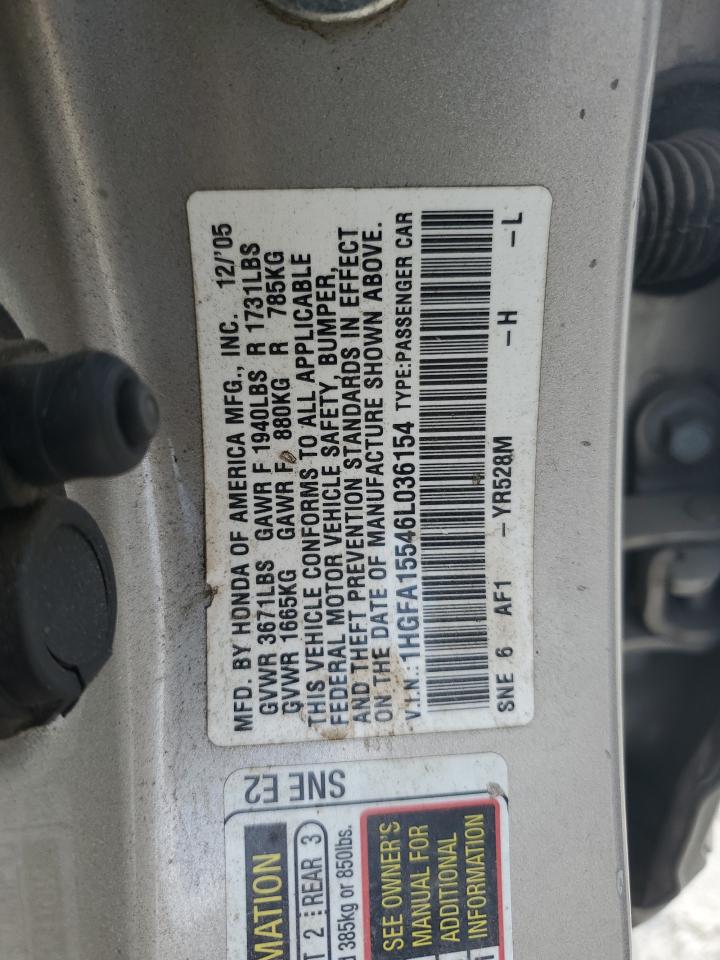 MFD. BY HONDA OF AMERICA MFG., INC. 12/'05
GVWR 3671LBS GAWR F 1940LBS R 1731LBS
GVWR 1665KG GAWR F 880KG R 785KG
THIS VEHICLE CONFORMS TO ALL APPLICABLE
FEDERAL MOTOR VEHICLE SAFETY, BUMPER,
AND THEFT PREVENTION STANDARDS IN EFFECT
ON THE DATE OF MANUFACTURE SHOWN ABOVE.
V.I.N.: 1HGFA15546L036154 TYPE:PASSENGER CAR
SNE 6 AF1 - YR528M - H - L
SNE E2
MATION
T 2 REAR 3
385kg or 850lbs.
SEE OWNER'S
MANUAL FOR
ADDITIONAL
INFORMATION